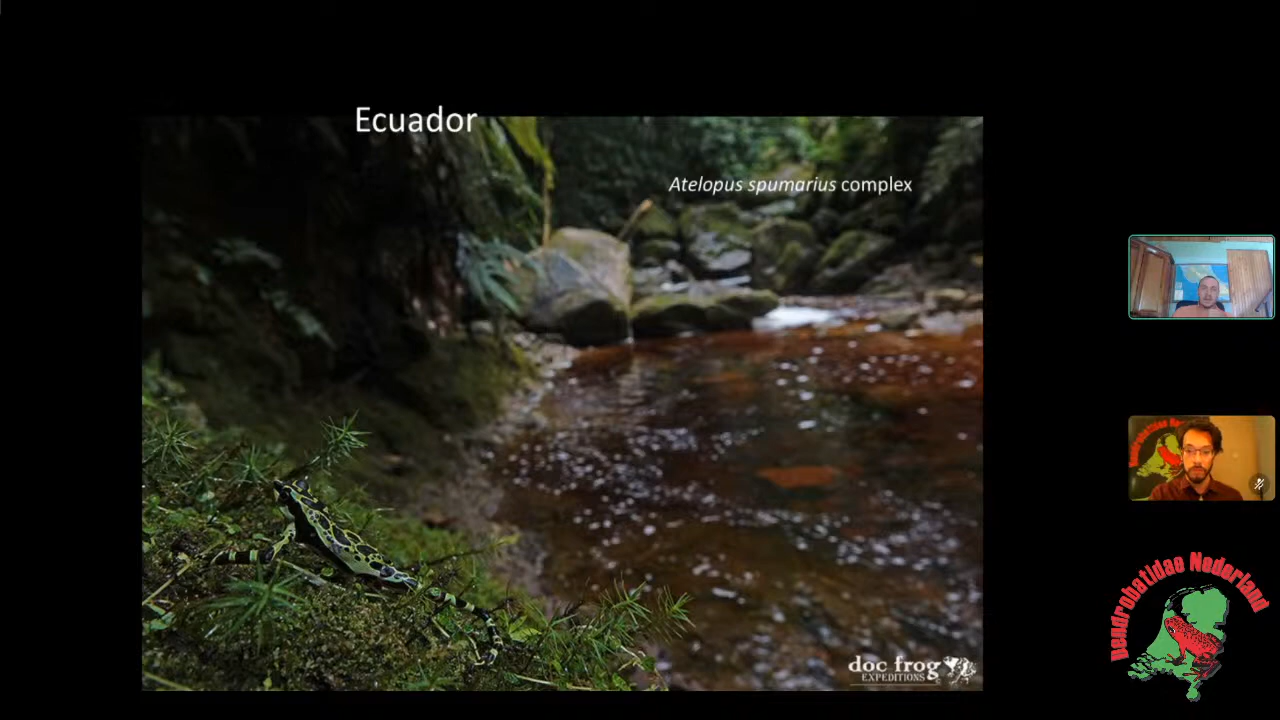 Ecuador
Atelopus spumarius complex
doc frog
EXPEDITIONS
Dendrobatidae Nederland